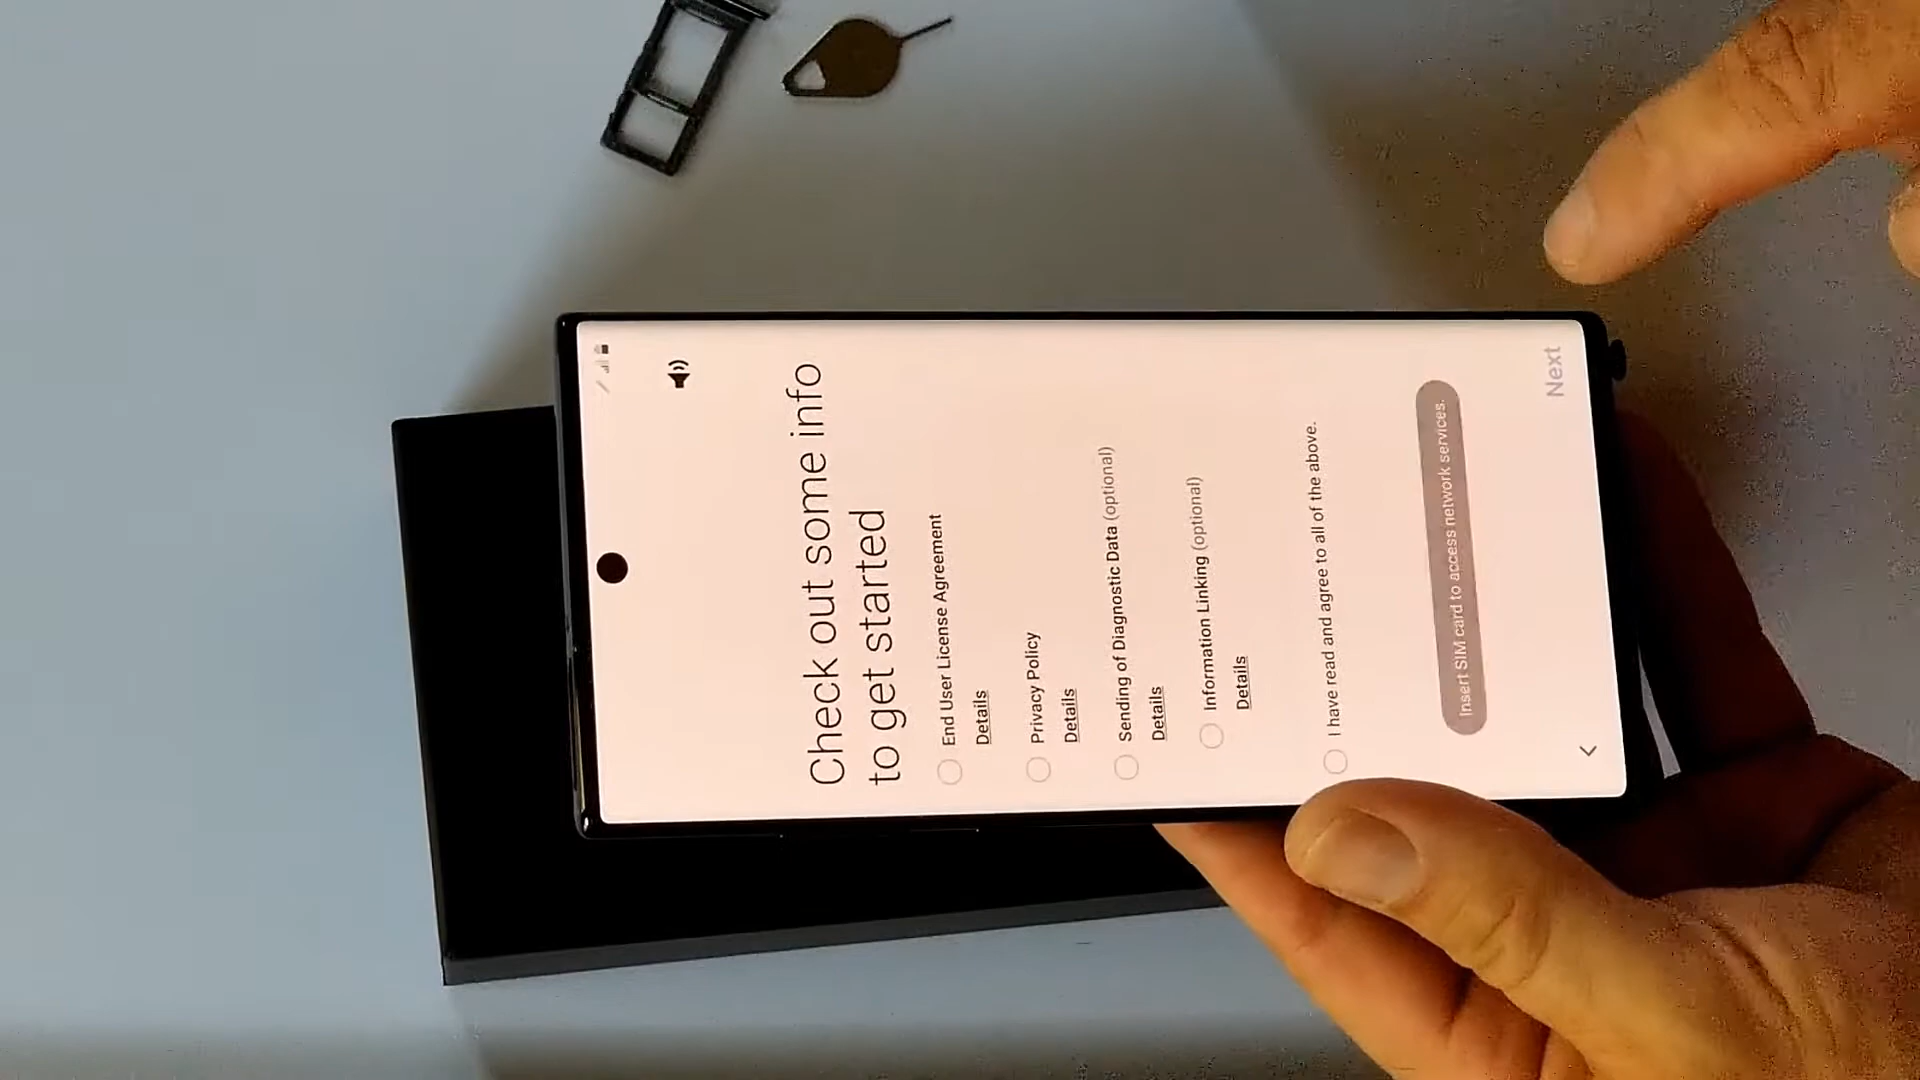 Check out some info
to get started
End User License Agreement
Details
Privacy Policy
Details
Sending of Diagnostic Data (optional)
Details
Information Linking (optional)
Details
I have read and agree to all of the above.
Insert SIM card to access network services.
Next